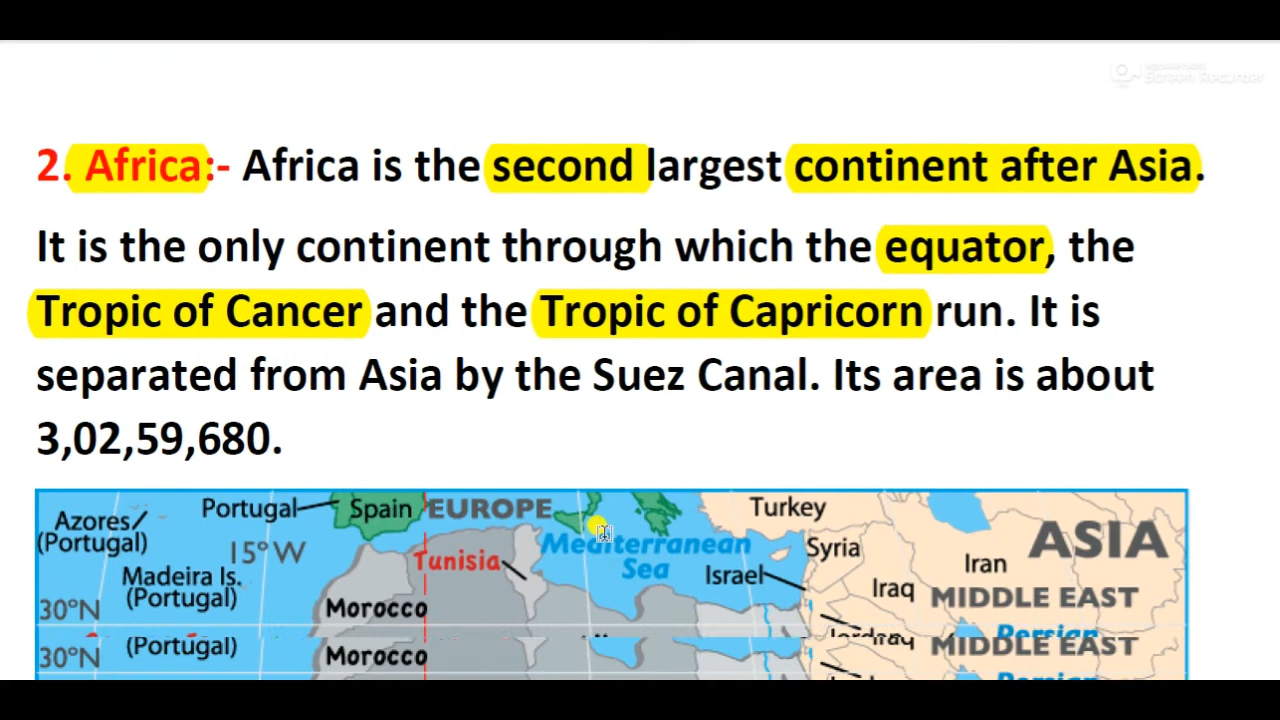 Screen Recorder
2. Africa:- Africa is the second largest continent after Asia.
It is the only continent through which the equator, the
Tropic of Cancer and the Tropic of Capricorn run. It is
separated from Asia by the Suez Canal. Its area is about
3,02,59,680.
Portugal Spain EUROPE Turkey
Azores
(Portugal)
15°W Tunisia Mediterranean
Sea
Syria Iran ASIA
Madeira Is.
(Portugal)
Israel Iraq MIDDLE EAST
30°N Morocco
(Portugal)
30°N Morocco MIDDLE EAST